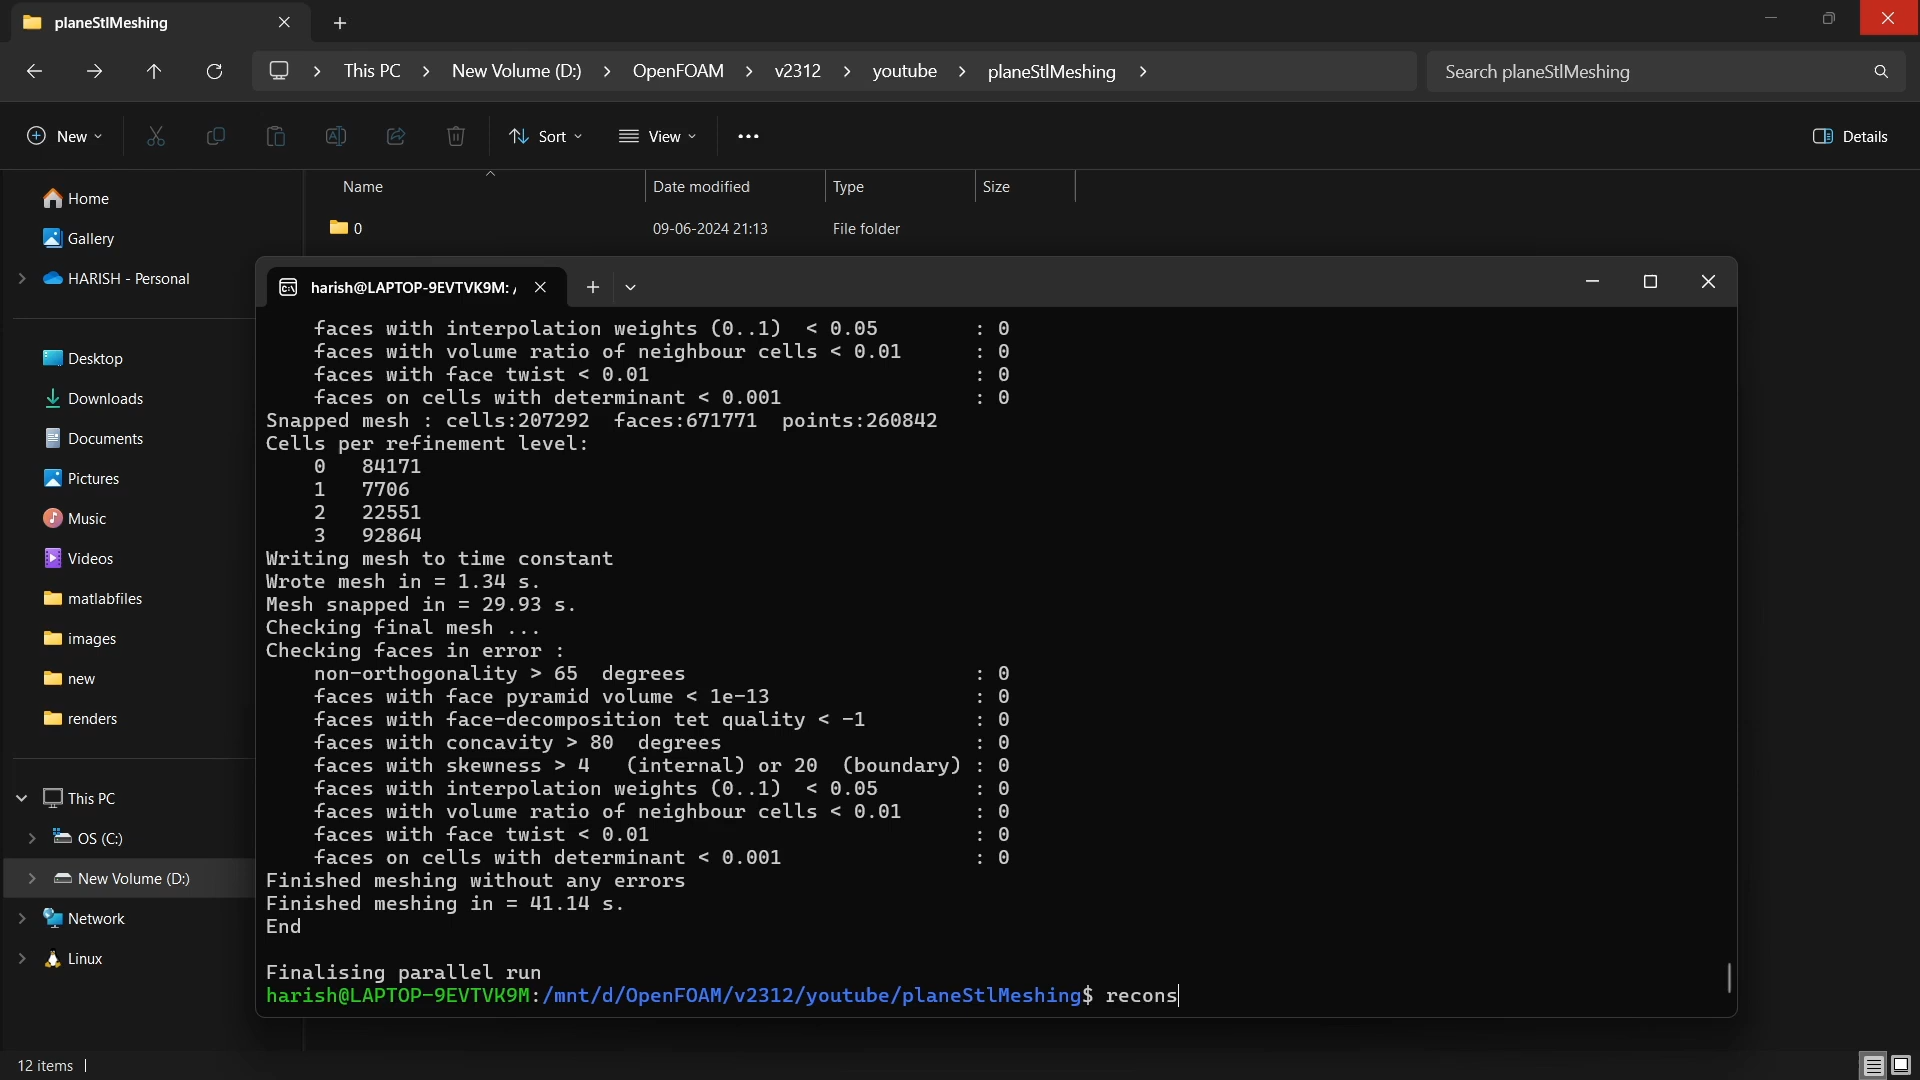 planeStlMeshing
This PC > New Volume (D:) > OpenFOAM > v2312 > youtube > planeStlMeshing >
Search planeStlMeshing
New
Sort
View
Details
Name Date modified Type Size
0 09-06-2024 21:13 File folder
Home
Gallery
HARISH - Personal
Desktop
Downloads
Documents
Pictures
Music
Videos
matlabfiles
images
new
renders
This PC
OS (C:)
New Volume (D:)
Network
Linux
harish@LAPTOP-9EVTVK9M: /
faces with interpolation weights (0..1) < 0.05 : 0
faces with volume ratio of neighbour cells < 0.01 : 0
faces with face twist < 0.01 : 0
faces on cells with determinant < 0.001 : 0
Snapped mesh : cells:207292 faces:671771 points:260842
Cells per refinement level:
0 84171
1 7706
2 22551
3 92864
Writing mesh to time constant
Wrote mesh in = 1.34 s.
Mesh snapped in = 29.93 s.
Checking final mesh ...
Checking faces in error :
non-orthogonality > 65 degrees : 0
faces with face pyramid volume < 1e-13 : 0
faces with face-decomposition tet quality < -1 : 0
faces with concavity > 80 degrees : 0
faces with skewness > 4 (internal) or 20 (boundary) : 0
faces with interpolation weights (0..1) < 0.05 : 0
faces with volume ratio of neighbour cells < 0.01 : 0
faces with face twist < 0.01 : 0
faces on cells with determinant < 0.001 : 0
Finished meshing without any errors
Finished meshing in = 41.14 s.
End
Finalising parallel run
harish@LAPTOP-9EVTVK9M:/mnt/d/OpenFOAM/v2312/youtube/planeStlMeshing$ recons
12 items